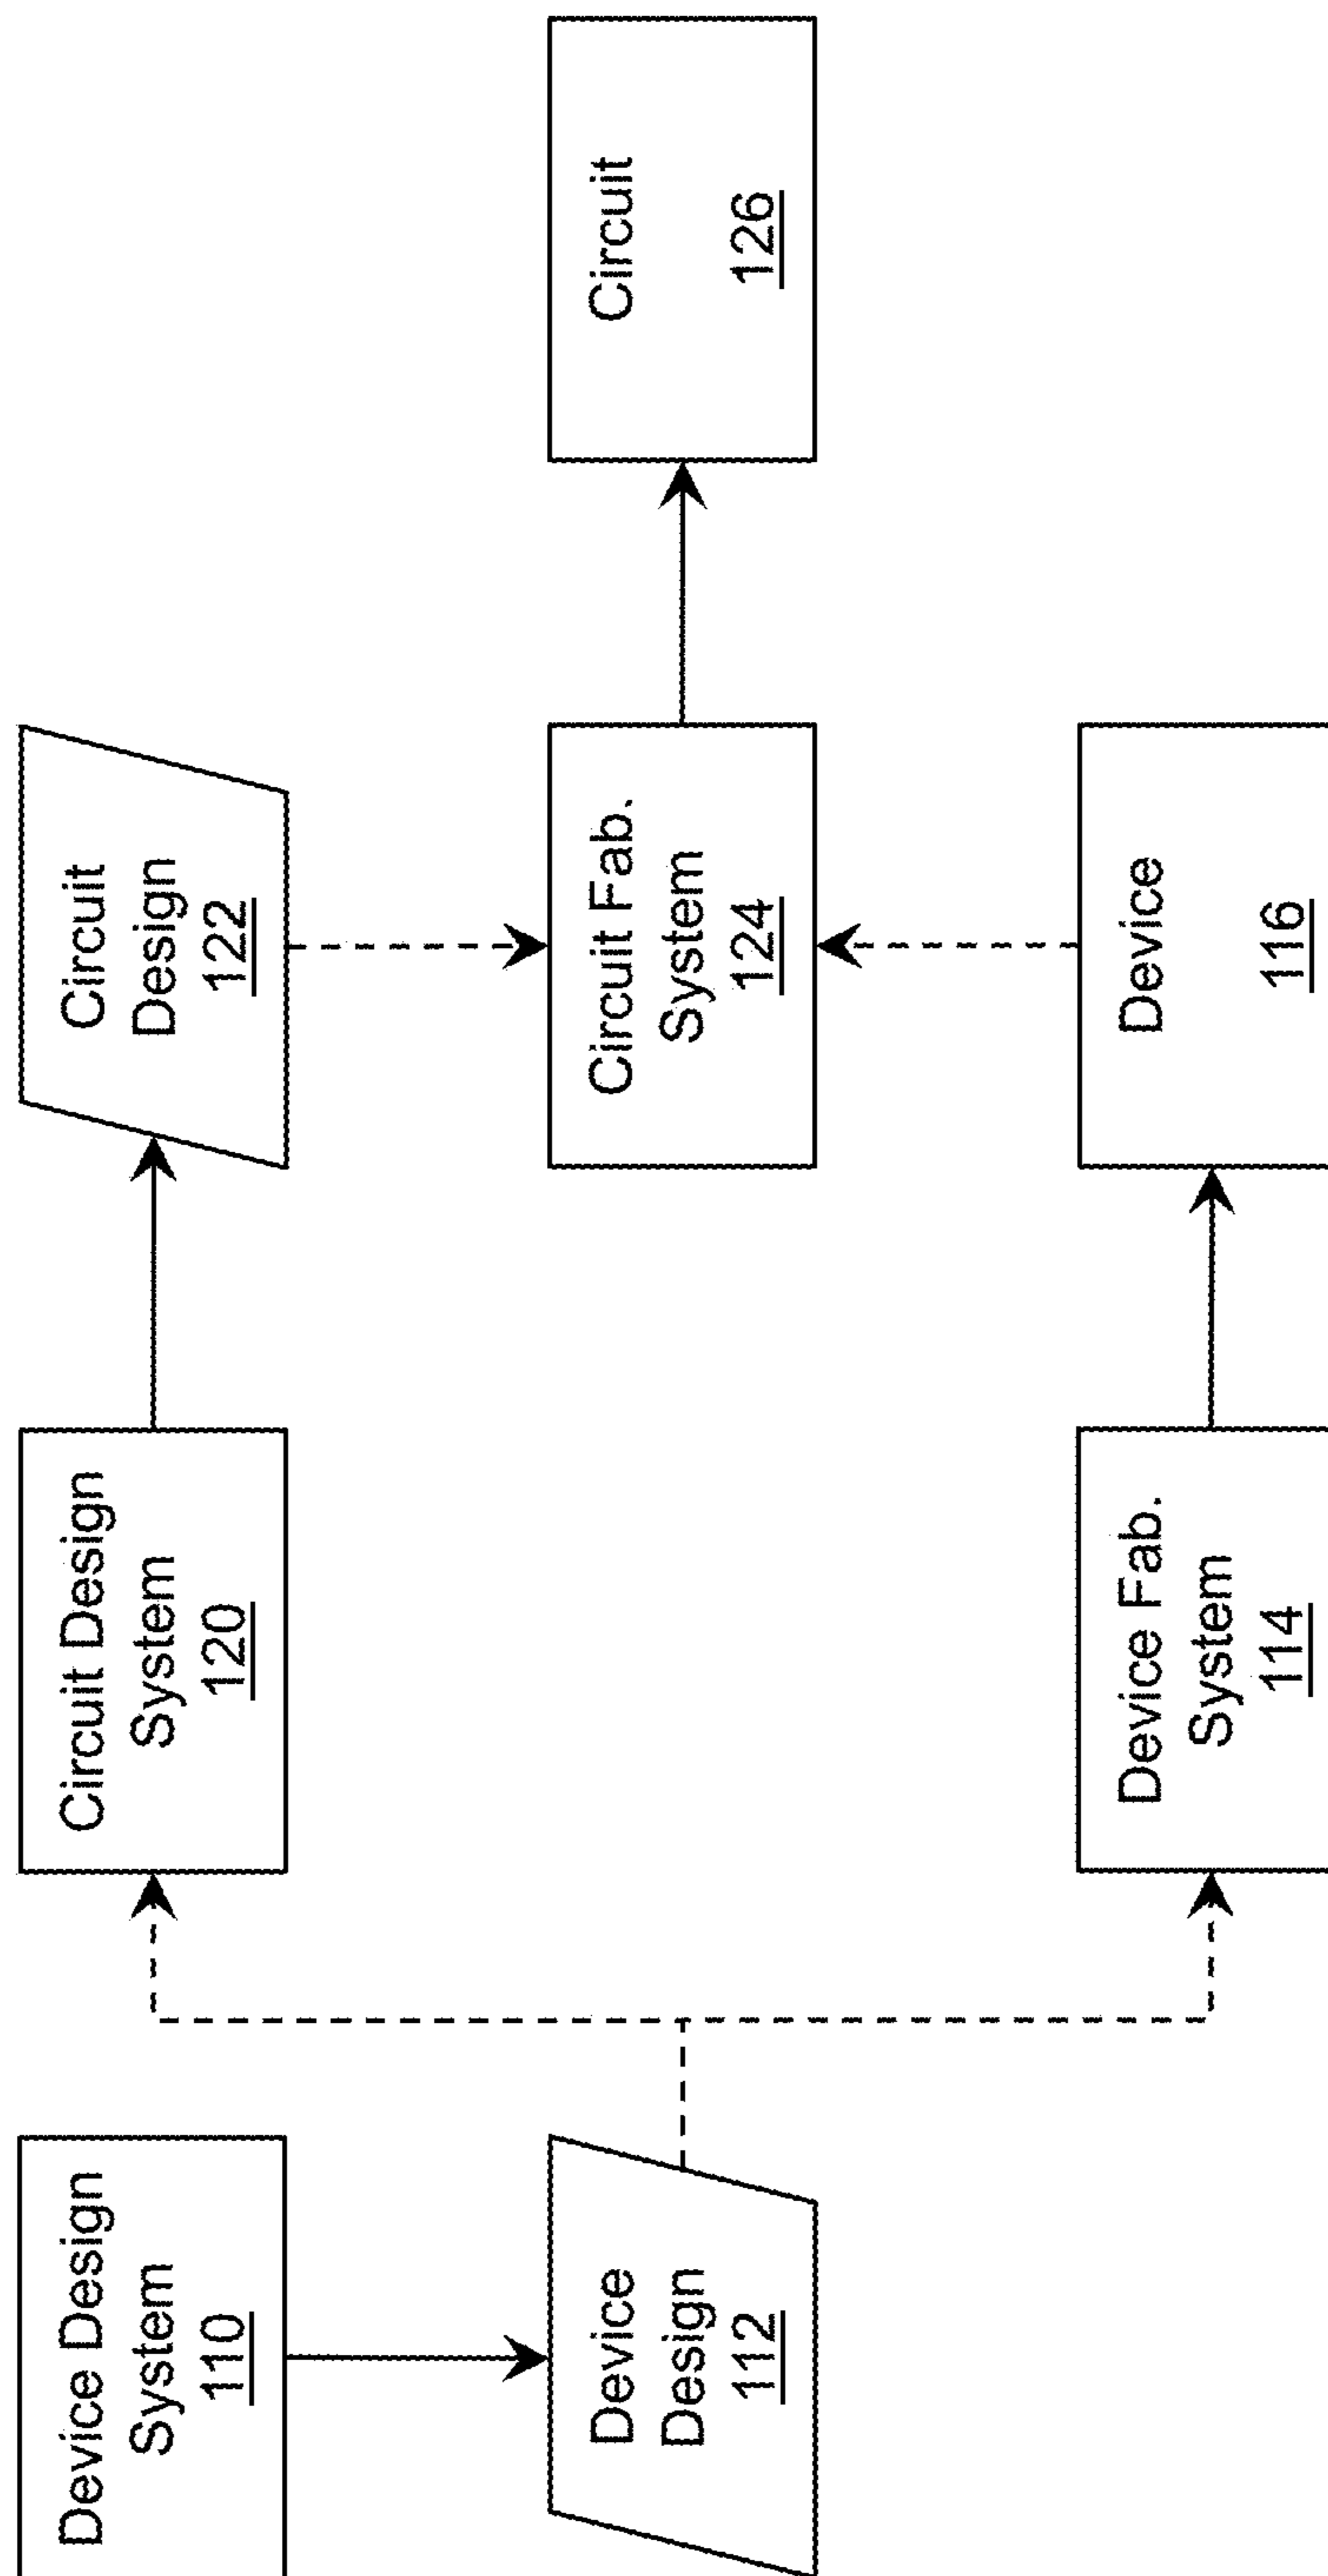 Device Design
System
110
Device
Design
112
Circuit Design
System
120
Device Fab.
System
114
Circuit
Design
122
Circuit Fab.
System
124
Device
116
Circuit
126